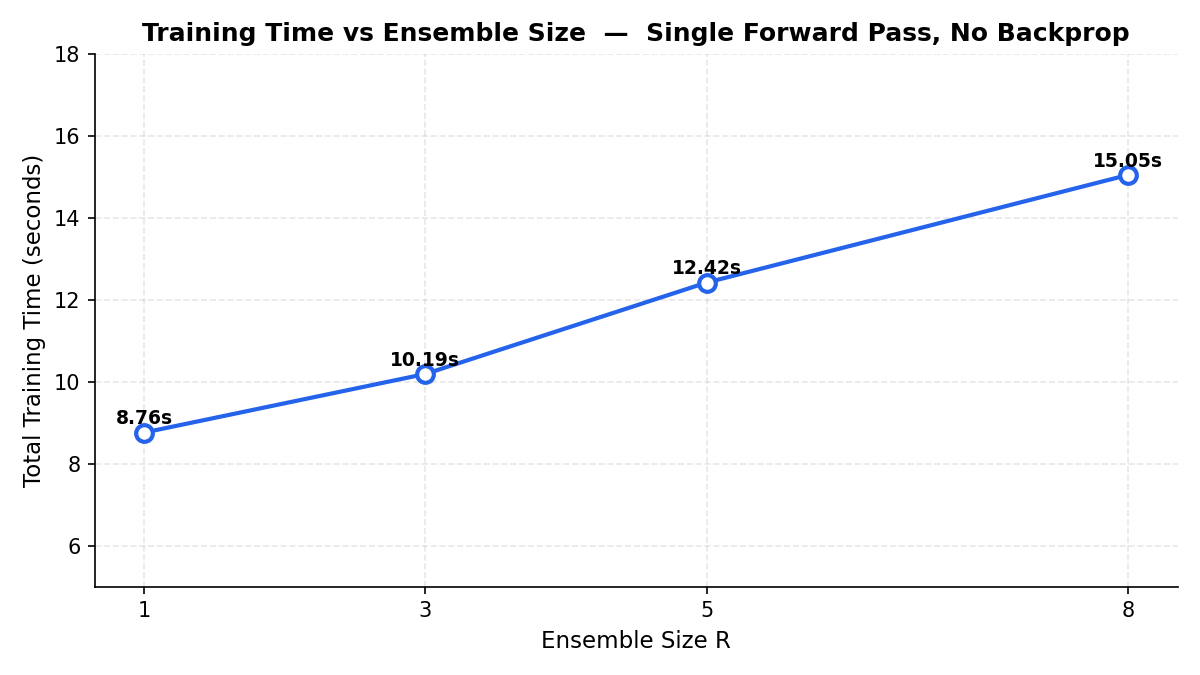 Training Time vs Ensemble Size — Single Forward Pass, No Backprop
Total Training Time (seconds)
18
16
14
12
10
8
6
8.76s
10.19s
12.42s
15.05s
1 3 5 8
Ensemble Size R